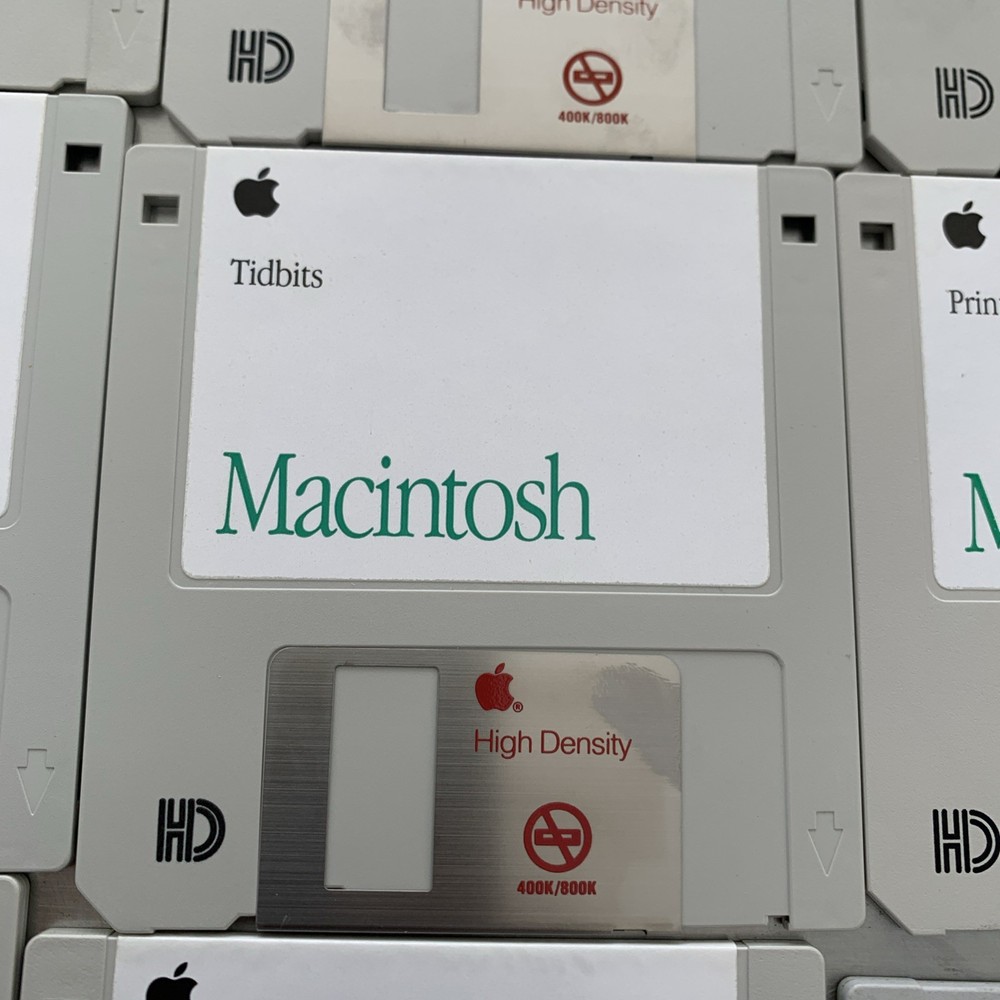 High Density
HD
400K/800K
HD
Tidbits
Macintosh
Prin
M
® 
High Density
HD
400K/800K
HD